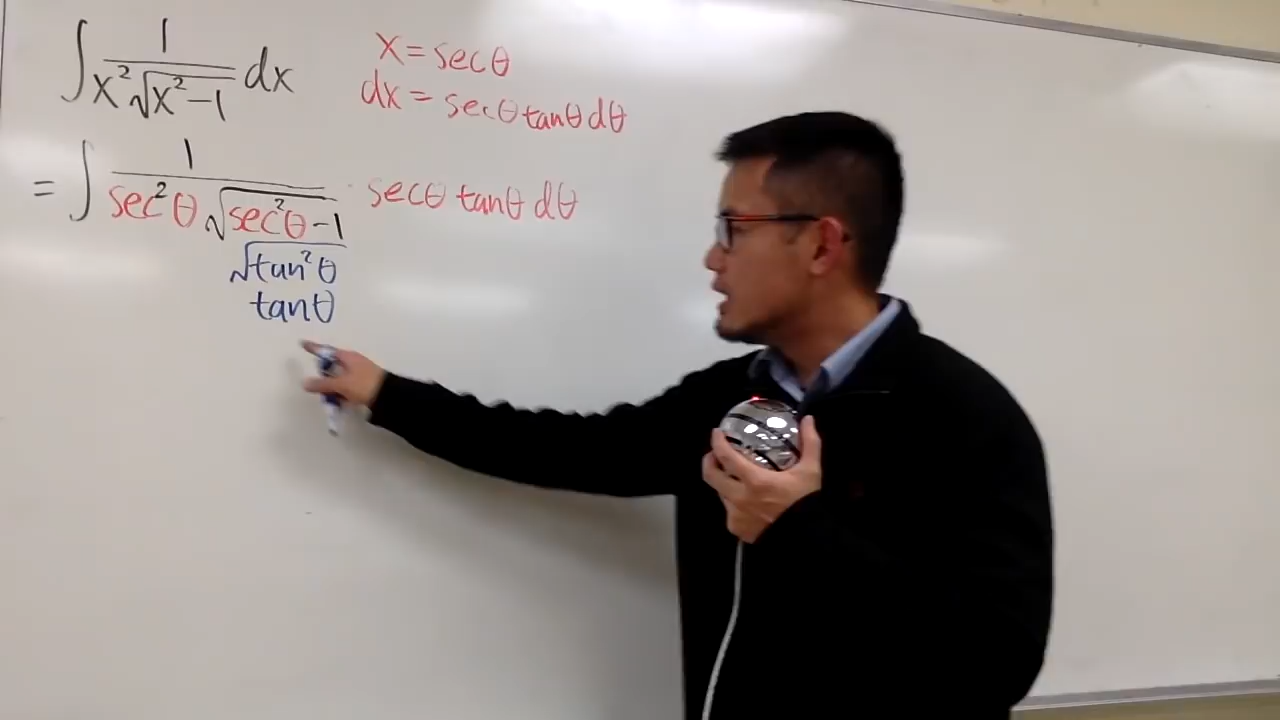 ∫ 1/(x²√(x²-1)) dx
x = secθ
dx = secθ tanθ dθ
= ∫ 1/(sec²θ √(sec²θ-1)) · secθ tanθ dθ
√(tan²θ)
tanθ